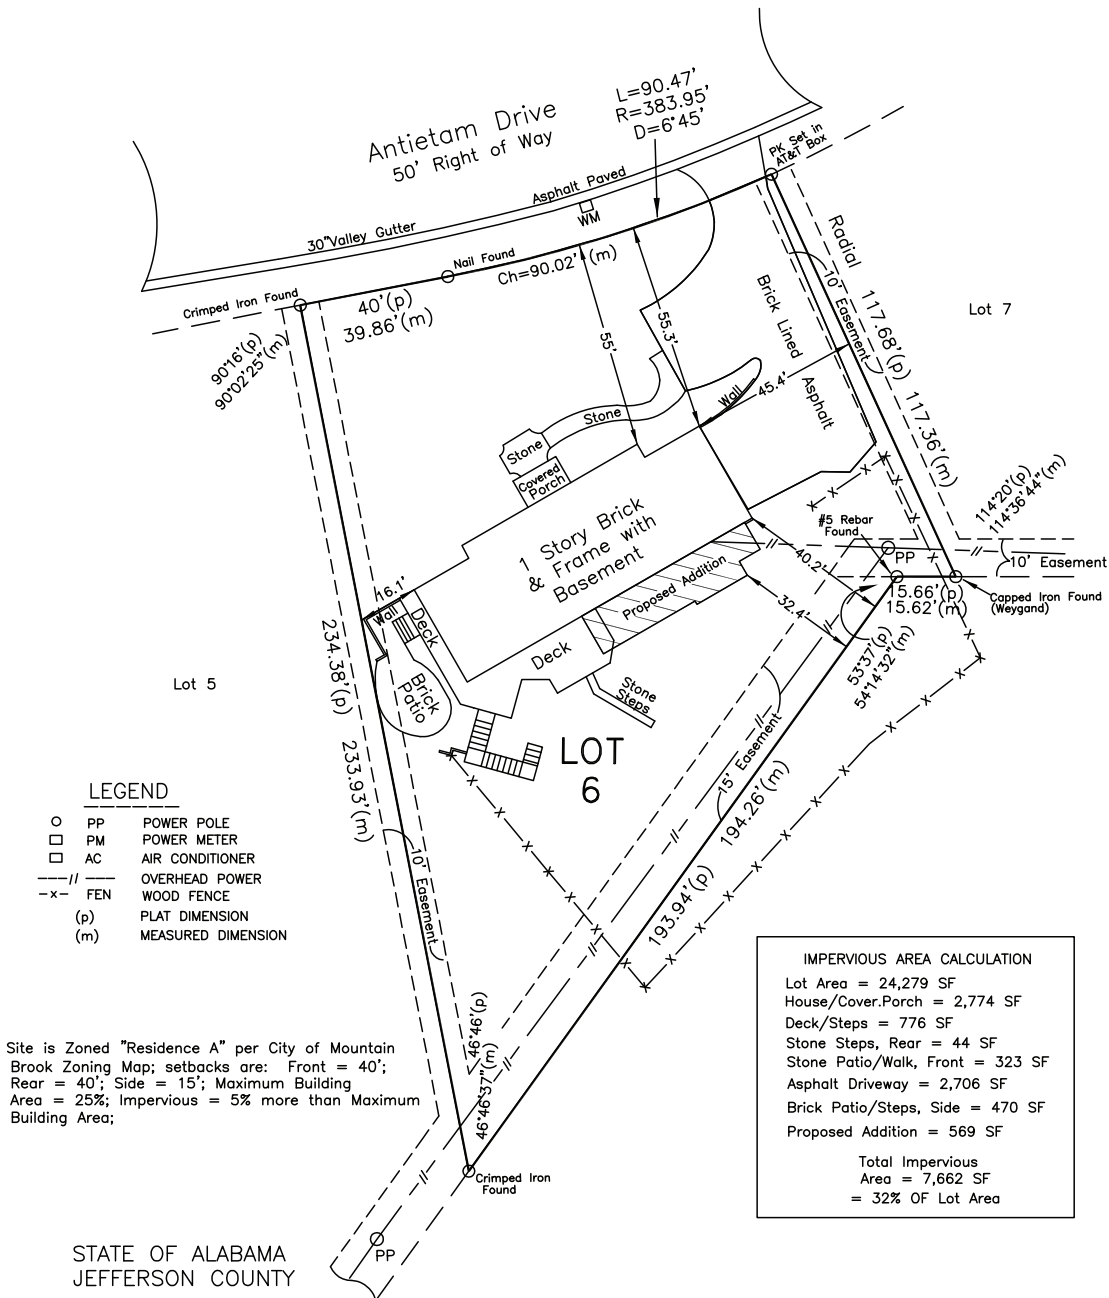 L=90.47'
R=383.95'
D=6°45'
Antietam Drive
50' Right of Way
PK Set in
AT&T Box
Asphalt Paved
WM
30"Valley Gutter
Nail Found
Ch=90.02' (m)
Crimped Iron Found
40'(p)
39.86'(m)
90°16'(p)
90°02'25"(m)
Radial
117.68'(p)
117.36'(m)
10' Easement
Lot 7
Brick Lined
Asphalt
55'
55.3'
45.4'
Wall
Stone
Stone
Covered
Porch
114°20'(p)
114°36'44"(m)
#5 Rebar
Found
PP
10' Easement
1 Story Brick
& Frame with
Basement
Proposed Addition
40.2'
32.4'
15.66'(p)
15.62'(m)
Capped Iron Found
(Weygand)
53°37'(p)
54°14'32"(m)
16.1'
Wall
Deck
Deck
Brick
Patio
Stone
Steps
Lot 5
234.38'(p)
233.93'(m)
LOT
6
15' Easement
194.26'(m)
193.94'(p)
10' Easement
LEGEND
PP POWER POLE
PM POWER METER
AC AIR CONDITIONER
OVERHEAD POWER
-x- FEN WOOD FENCE
(p) PLAT DIMENSION
(m) MEASURED DIMENSION
IMPERVIOUS AREA CALCULATION
Lot Area = 24,279 SF
House/Cover.Porch = 2,774 SF
Deck/Steps = 776 SF
Stone Steps, Rear = 44 SF
Stone Patio/Walk, Front = 323 SF
Asphalt Driveway = 2,706 SF
Brick Patio/Steps, Side = 470 SF
Proposed Addition = 569 SF
Total Impervious
Area = 7,662 SF
= 32% OF Lot Area
Site is Zoned "Residence A" per City of Mountain
Brook Zoning Map; setbacks are: Front = 40';
Rear = 40'; Side = 15'; Maximum Building
Area = 25%; Impervious = 5% more than Maximum
Building Area;
46°46'(p)
46°46'37"(m)
Crimped Iron
Found
PP
STATE OF ALABAMA
JEFFERSON COUNTY